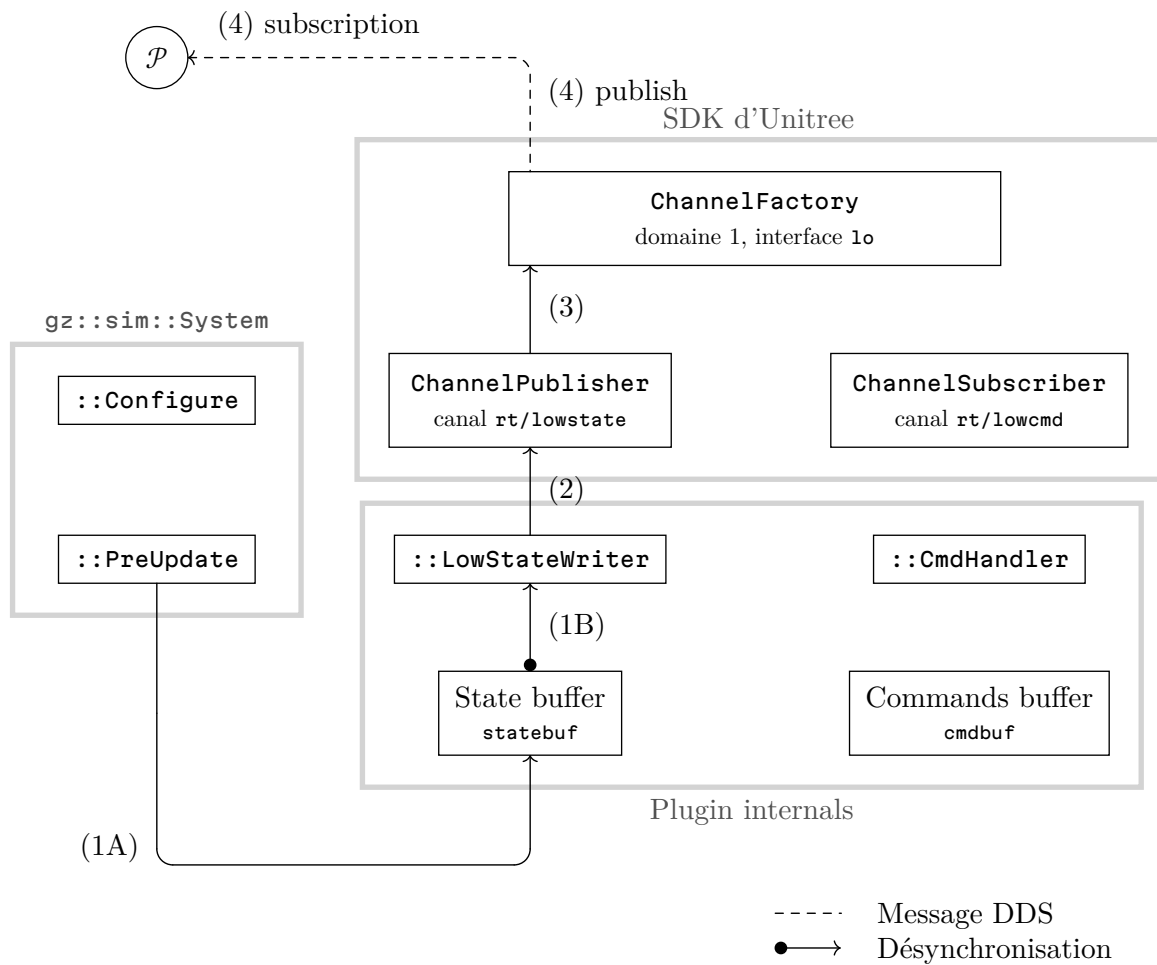 (4) subscription
𝒫
(4) publish
SDK d'Unitree
ChannelFactory
domaine 1, interface lo
(3)
gz::sim::System
::Configure
ChannelPublisher
canal rt/lowstate
ChannelSubscriber
canal rt/lowcmd
(2)
::PreUpdate
::LowStateWriter
::CmdHandler
(1B)
State buffer
statebuf
Commands buffer
cmdbuf
Plugin internals
(1A)
Message DDS
Désynchronisation